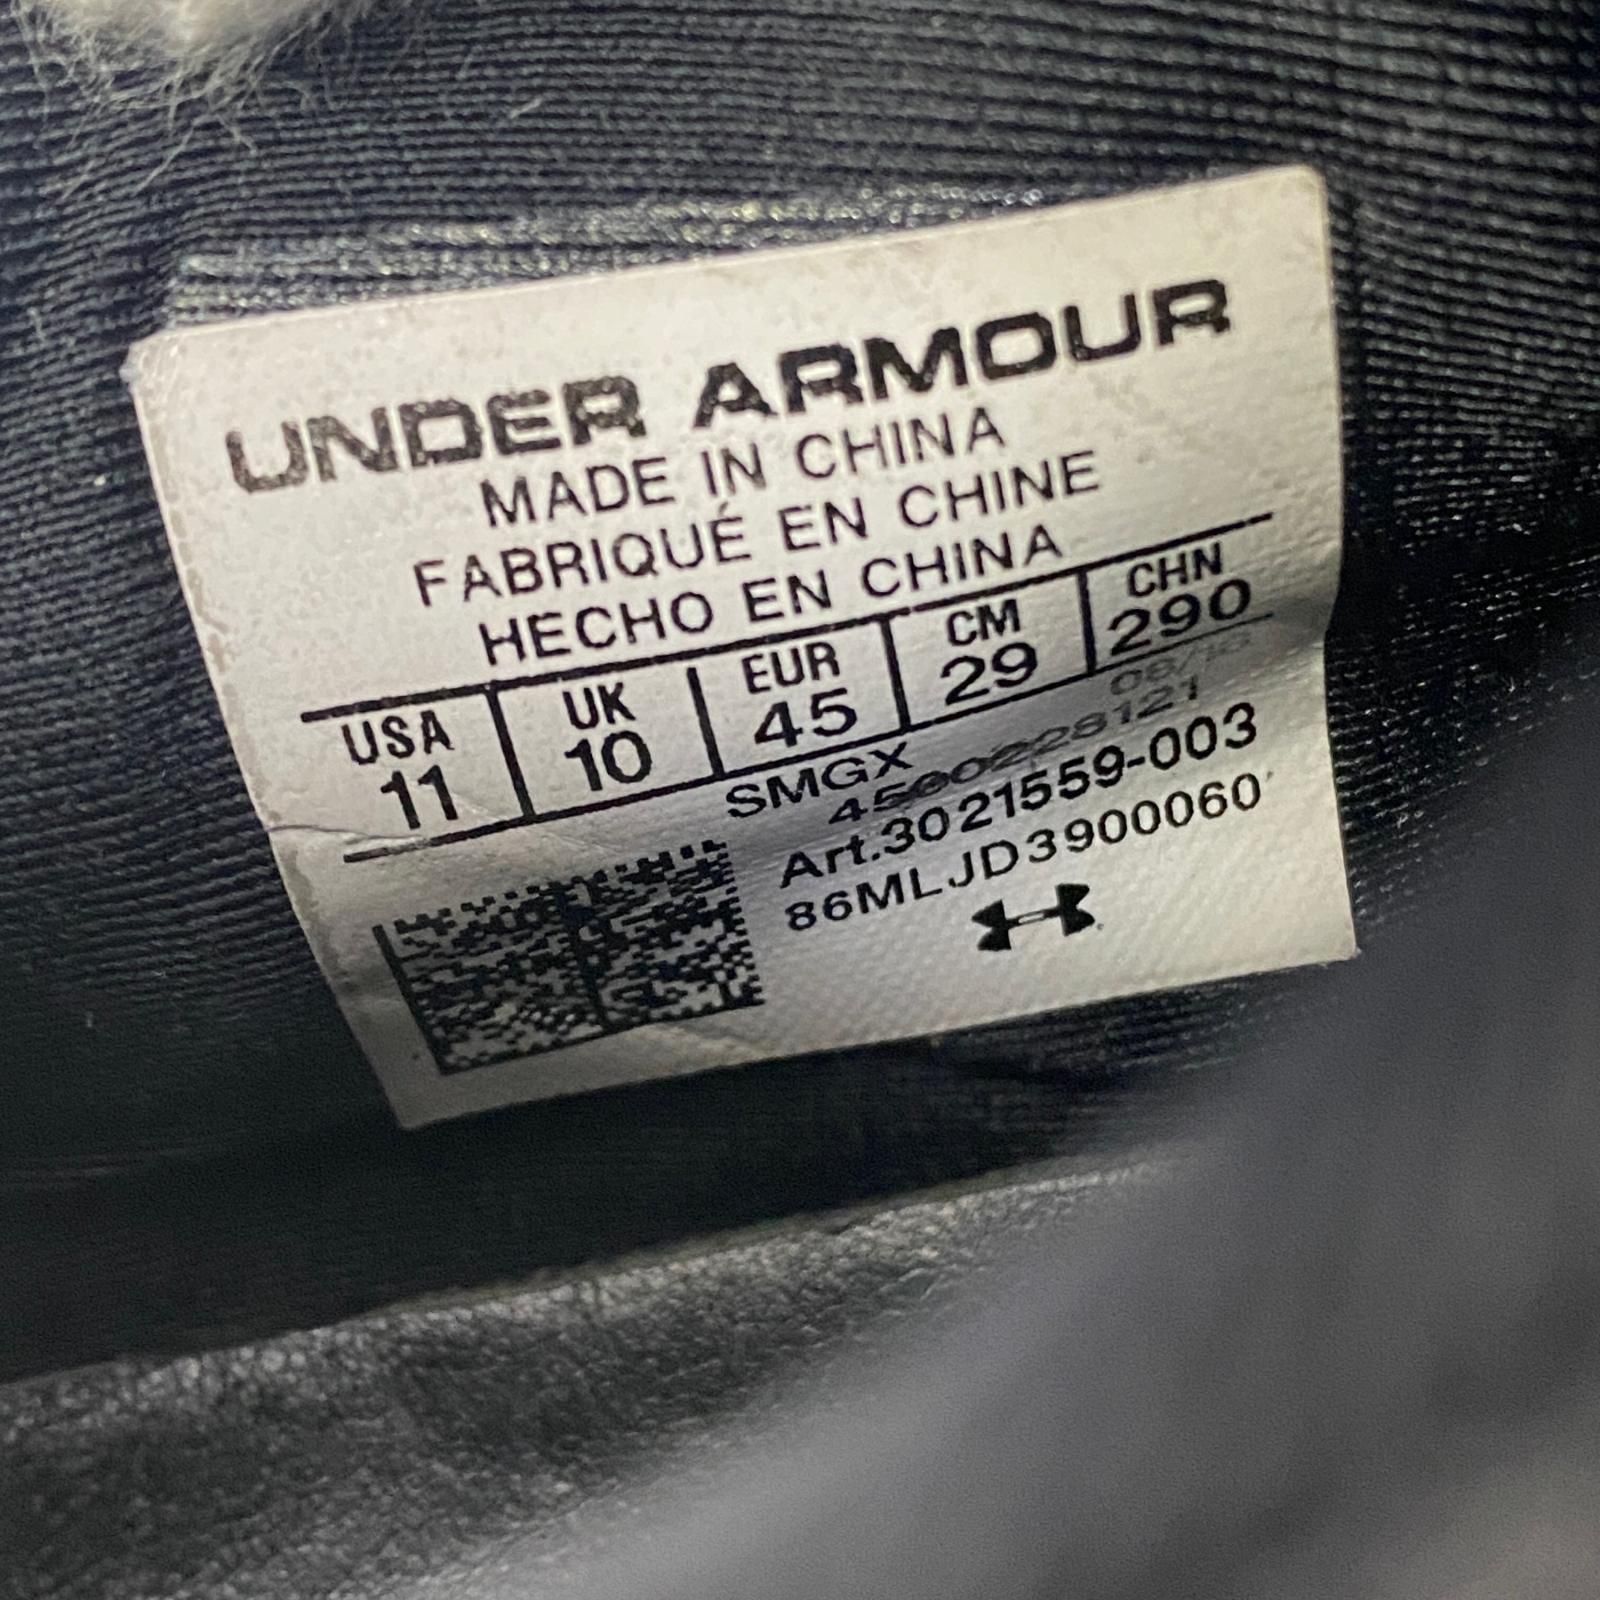 UNDER ARMOUR
MADE IN CHINA
FABRIQUÉ EN CHINE
HECHO EN CHINA
USA UK EUR CM CHN
11 10 45 29 290
SMGX
Art.3021559-003
86MLJD3900060